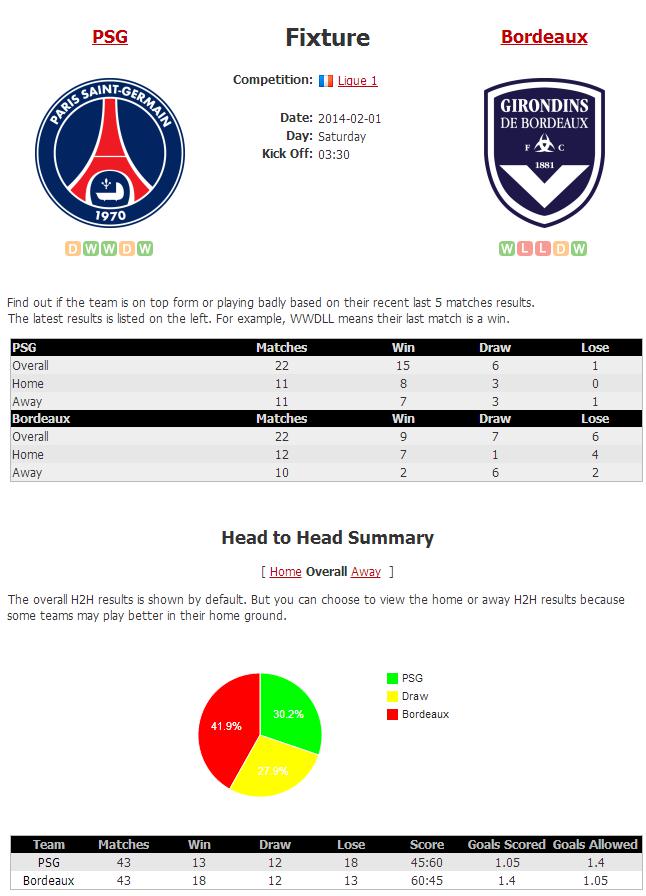 PSG
Fixture
Bordeaux
Competition: Ligue 1
Date: 2014-02-01
Day: Saturday
Kick Off: 03:30
PARIS SAINT-GERMAIN
1970
GIRONDINS
DE BORDEAUX
F C
1881
D W W D W
W L L D W
Find out if the team is on top form or playing badly based on their recent last 5 matches results.
The latest results is listed on the left. For example, WWDLL means their last match is a win.
PSG Matches Win Draw Lose
Overall 22 15 6 1
Home 11 8 3 0
Away 11 7 3 1
Bordeaux Matches Win Draw Lose
Overall 22 9 7 6
Home 12 7 1 4
Away 10 2 6 2
Head to Head Summary
[ Home Overall Away ]
The overall H2H results is shown by default. But you can choose to view the home or away H2H results because
some teams may play better in their home ground.
PSG
Draw
Bordeaux
30.2%
41.9%
27.9%
Team Matches Win Draw Lose Score Goals Scored Goals Allowed
PSG 43 13 12 18 45:60 1.05 1.4
Bordeaux 43 18 12 13 60:45 1.4 1.05